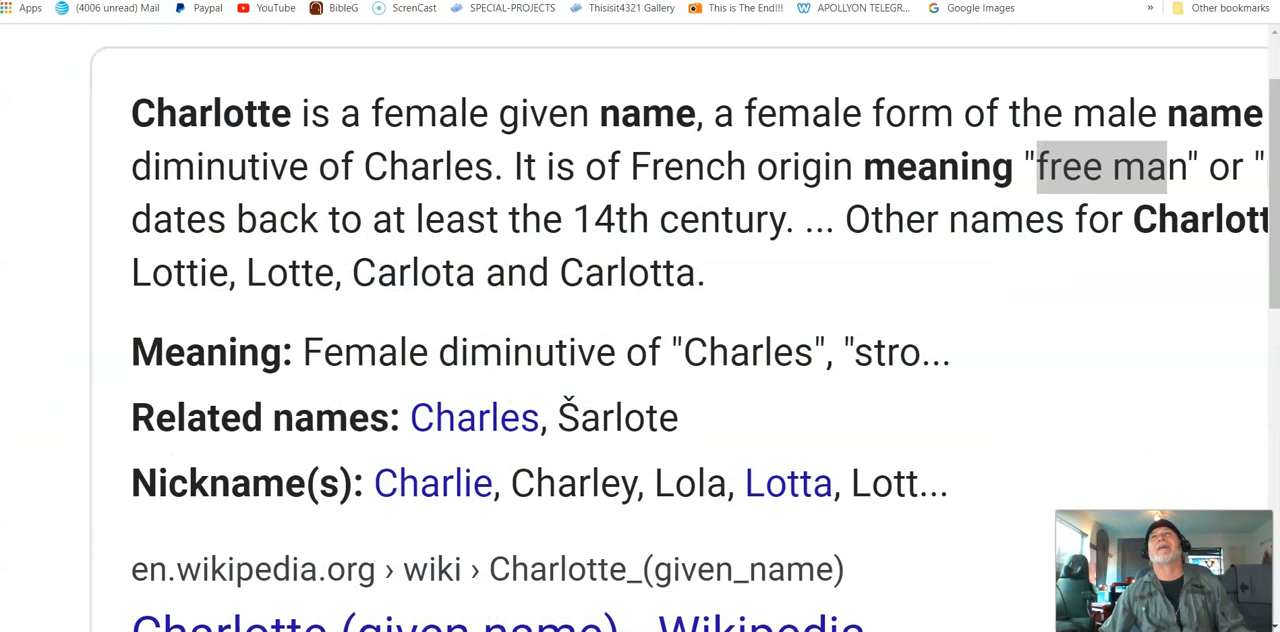 Apps (4006 unread) Mail Paypal YouTube BibleG ScrenCast SPECIAL-PROJECTS Thisisit4321 Gallery This is The End!!! APOLLYON TELEGR... Google Images » Other bookmarks
Charlotte is a female given name, a female form of the male name
diminutive of Charles. It is of French origin meaning "free man" or "
dates back to at least the 14th century. ... Other names for Charlott
Lottie, Lotte, Carlota and Carlotta.
Meaning: Female diminutive of "Charles", "stro...
Related names: Charles, Šarlote
Nickname(s): Charlie, Charley, Lola, Lotta, Lott...
en.wikipedia.org › wiki › Charlotte_(given_name)
Charlotte (given name) - Wikipedia